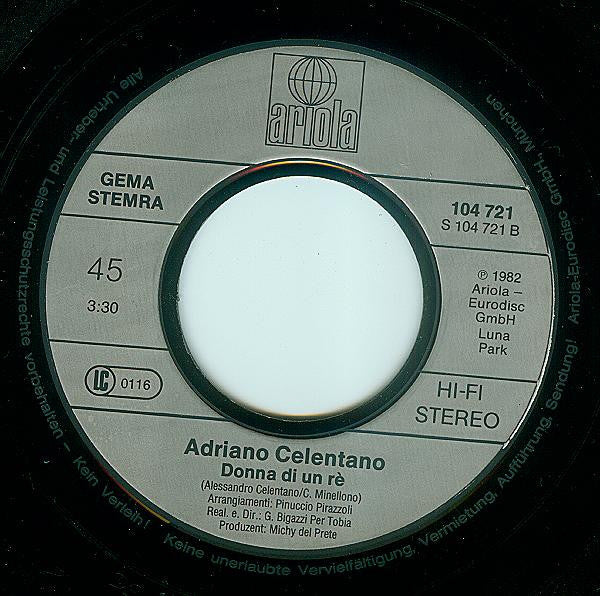 ariola
GEMA
STEMRA
104 721
S 104 721 B
45
3:30
℗ 1982
Ariola –
Eurodisc
GmbH
Luna
Park
LC 0116
HI-FI
STEREO
Adriano Celentano
Donna di un rè
(Alessandro Celentano/C. Minellono)
Arrangiamenti: Pinuccio Pirazzoli
Real. e Dir.: G. Bigazzi Per Tobia
Produzent: Michy del Prete
Alle Urheber- und Leistungsschutzrechte vorbehalten – Kein Verleih! Keine unerlaubte Vervielfältigung, Vermietung, Aufführung, Sendung! Ariola-Eurodisc GmbH, München